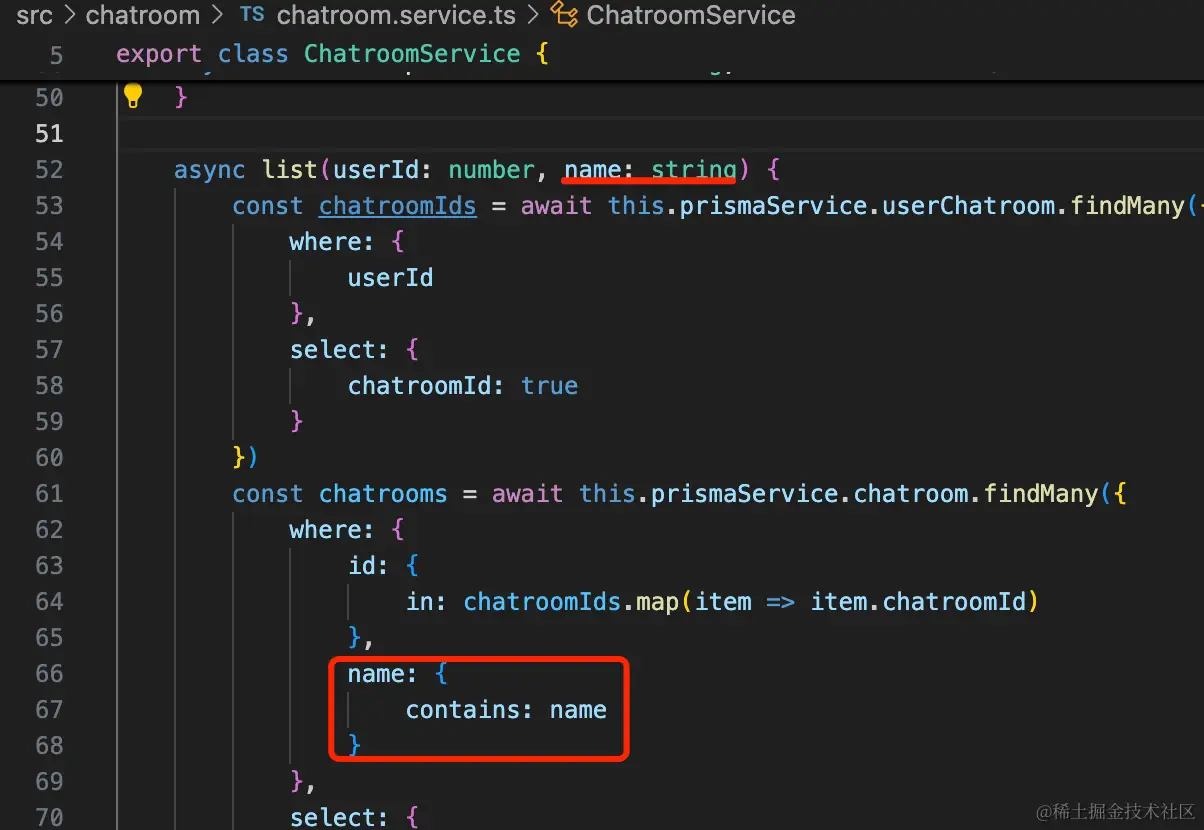 src > chatroom > TS chatroom.service.ts > ChatroomService
5 export class ChatroomService {
50 }
51
52 async list(userId: number, name: string) {
53 const chatroomIds = await this.prismaService.userChatroom.findMany(
54 where: {
55 userId
56 },
57 select: {
58 chatroomId: true
59 }
60 })
61 const chatrooms = await this.prismaService.chatroom.findMany({
62 where: {
63 id: {
64 in: chatroomIds.map(item => item.chatroomId)
65 },
66 name: {
67 contains: name
68 }
69 },
70 select: {
@稀土掘金技术社区